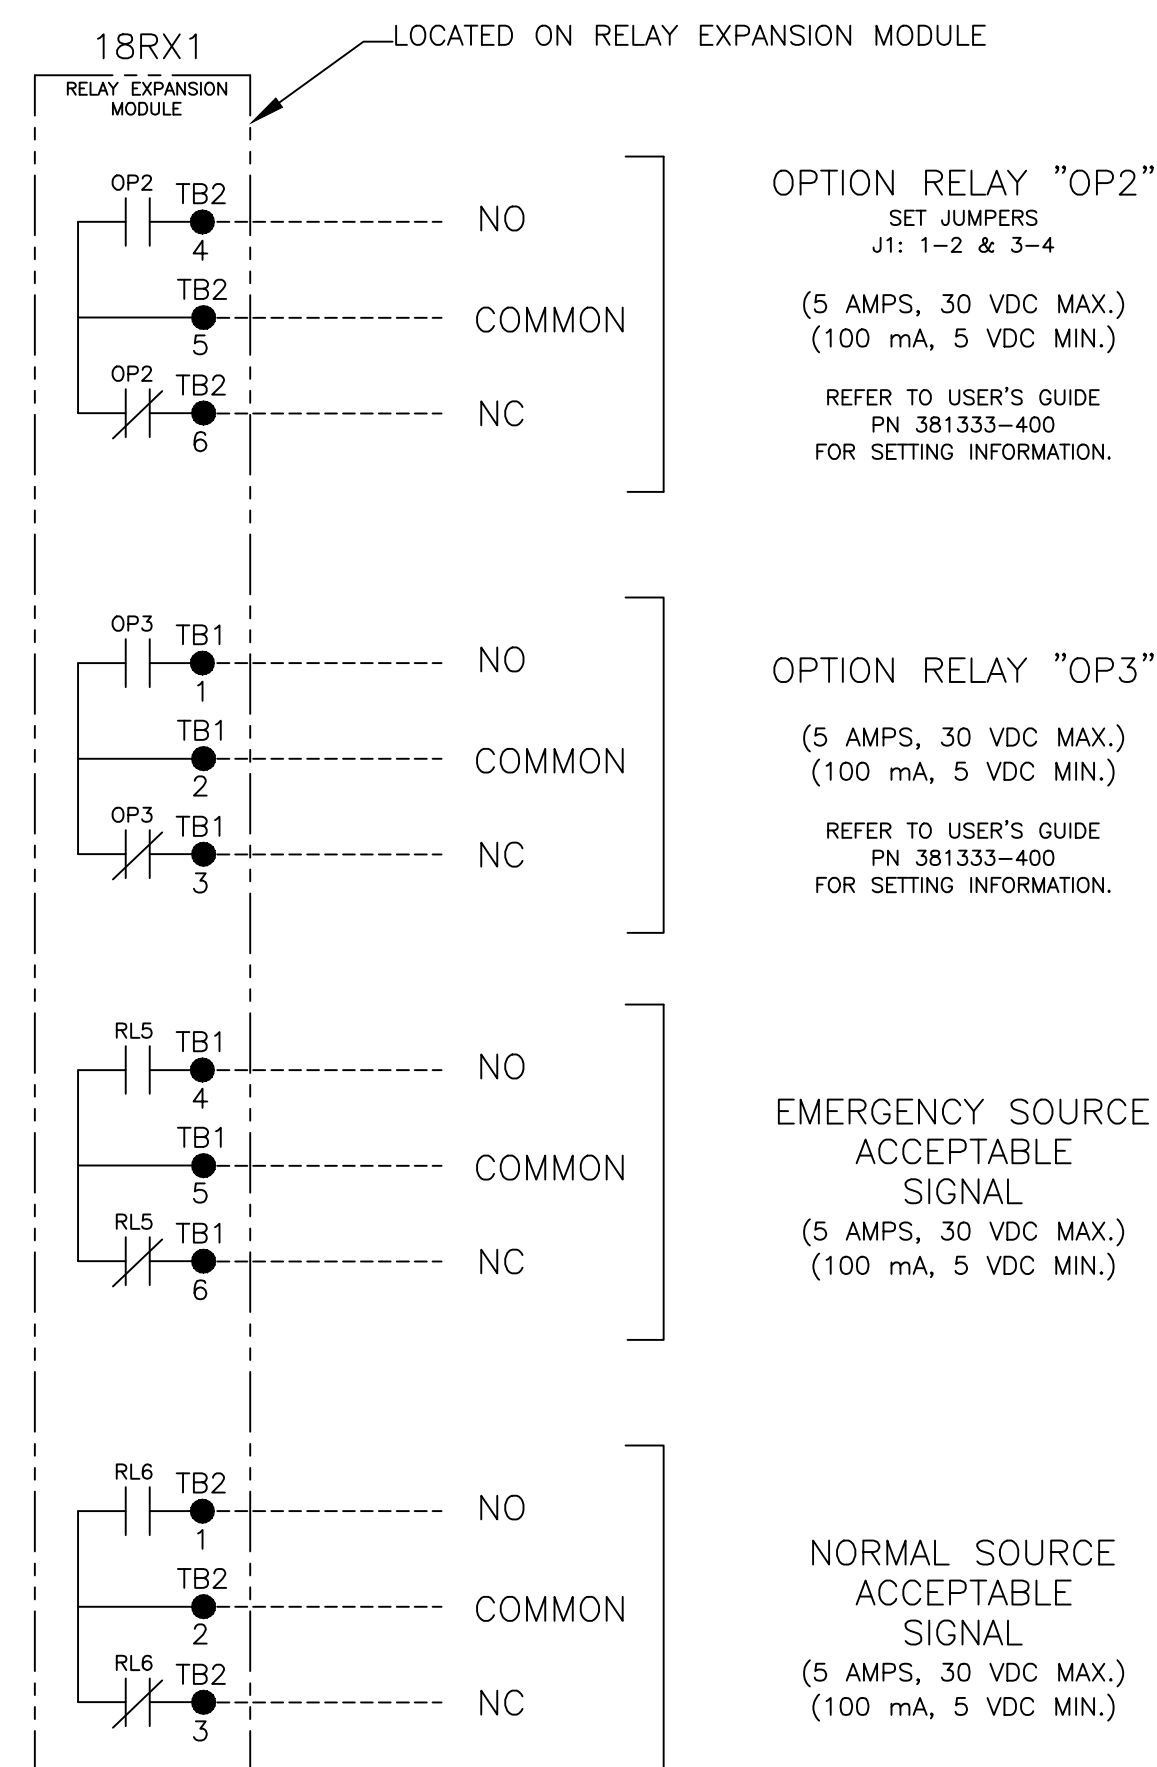 18RX1
LOCATED ON RELAY EXPANSION MODULE
RELAY EXPANSION
MODULE
OP2 TB2
4
NO
TB2
5
COMMON
OP2 TB2
6
NC
OPTION RELAY "OP2"
SET JUMPERS
J1: 1-2 & 3-4
(5 AMPS, 30 VDC MAX.)
(100 mA, 5 VDC MIN.)
REFER TO USER'S GUIDE
PN 381333-400
FOR SETTING INFORMATION.
OP3 TB1
1
NO
TB1
2
COMMON
OP3 TB1
3
NC
OPTION RELAY "OP3"
(5 AMPS, 30 VDC MAX.)
(100 mA, 5 VDC MIN.)
REFER TO USER'S GUIDE
PN 381333-400
FOR SETTING INFORMATION.
RL5 TB1
4
NO
TB1
5
COMMON
RL5 TB1
6
NC
EMERGENCY SOURCE
ACCEPTABLE
SIGNAL
(5 AMPS, 30 VDC MAX.)
(100 mA, 5 VDC MIN.)
RL6 TB2
1
NO
TB2
2
COMMON
RL6 TB2
3
NC
NORMAL SOURCE
ACCEPTABLE
SIGNAL
(5 AMPS, 30 VDC MAX.)
(100 mA, 5 VDC MIN.)